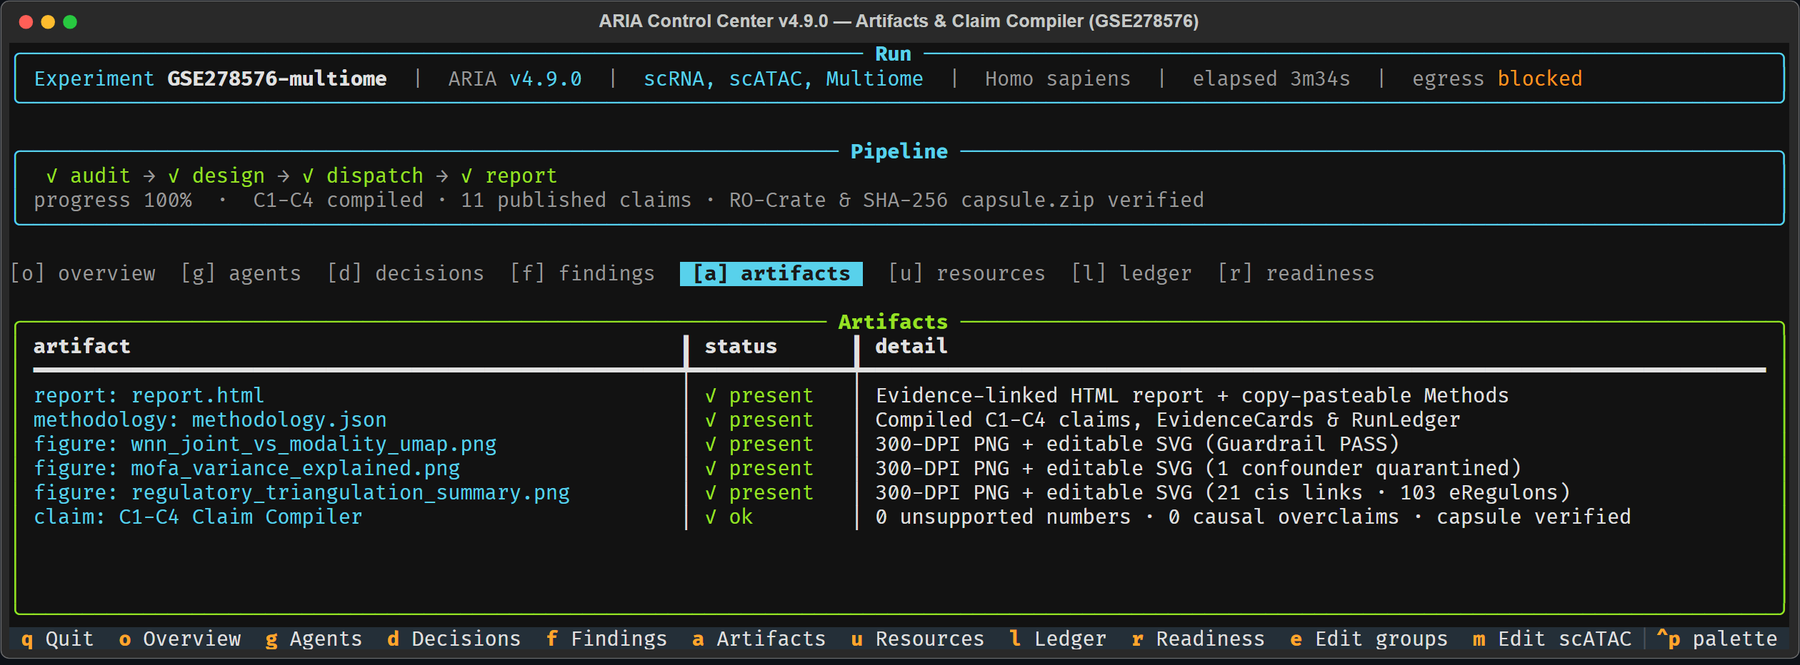 ARIA Control Center v4.9.0 — Artifacts & Claim Compiler (GSE278576)
Run
Experiment GSE278576-multiome | ARIA v4.9.0 | scRNA, scATAC, Multiome | Homo sapiens | elapsed 3m34s | egress blocked
Pipeline
✓ audit → ✓ design → ✓ dispatch → ✓ report
progress 100% · C1-C4 compiled · 11 published claims · RO-Crate & SHA-256 capsule.zip verified
[o] overview [g] agents [d] decisions [f] findings [a] artifacts [u] resources [l] ledger [r] readiness
Artifacts
artifact status detail
report: report.html ✓ present Evidence-linked HTML report + copy-pasteable Methods
methodology: methodology.json ✓ present Compiled C1-C4 claims, EvidenceCards & RunLedger
figure: wnn_joint_vs_modality_umap.png ✓ present 300-DPI PNG + editable SVG (Guardrail PASS)
figure: mofa_variance_explained.png ✓ present 300-DPI PNG + editable SVG (1 confounder quarantined)
figure: regulatory_triangulation_summary.png ✓ present 300-DPI PNG + editable SVG (21 cis links · 103 eRegulons)
claim: C1-C4 Claim Compiler ✓ ok 0 unsupported numbers · 0 causal overclaims · capsule verified
q Quit o Overview g Agents d Decisions f Findings a Artifacts u Resources l Ledger r Readiness e Edit groups m Edit scATAC ^p palette